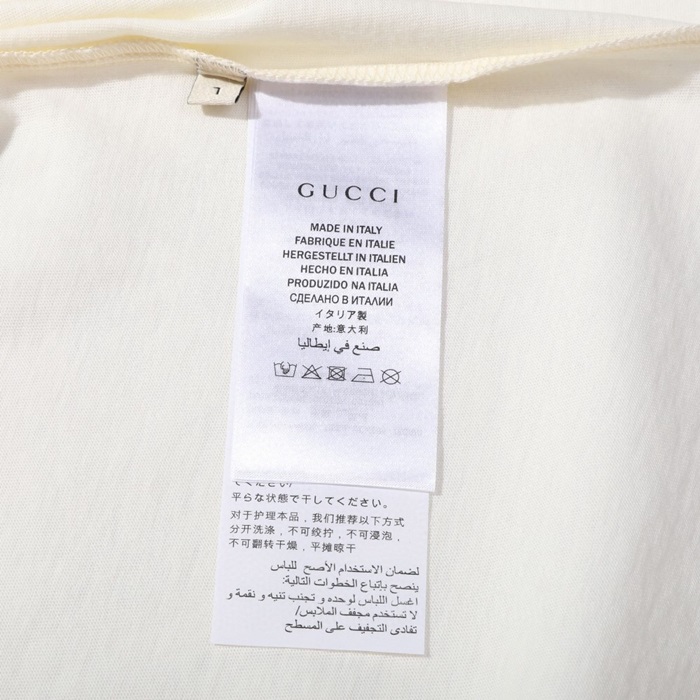 GUCCI
MADE IN ITALY
FABRIQUE EN ITALIE
HERGESTELLT IN ITALIEN
HECHO EN ITALIA
PRODUZIDO NA ITALIA
СДЕЛАНО В ИТАЛИИ
イタリア製
产地:意大利
صنع في إيطاليا
平らな状態で干してください。
对于护理本品，我们推荐以下方式
分开洗涤，不可绞拧，不可浸泡，
不可翻转干燥，平摊晾干
لضمان الاستخدام الأصح للباس
ينصح بإتباع الخطوات التالية:
اغسل اللباس لوحده و تجنب تنيه و نقعة و
لا تستخدم مجفف الملابس/
تفادى التجفيف على المسطح